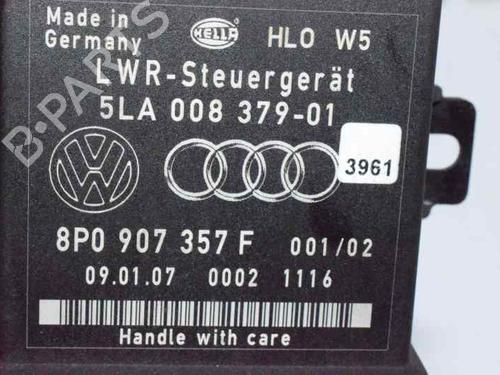 Made in
Germany
HELLA
HLO W5
LWR-Steuergerät
5LA 008 379-01
3961
8P0 907 357 F 001/02
09.01.07 0002 1116
Handle with care
B-PARTS